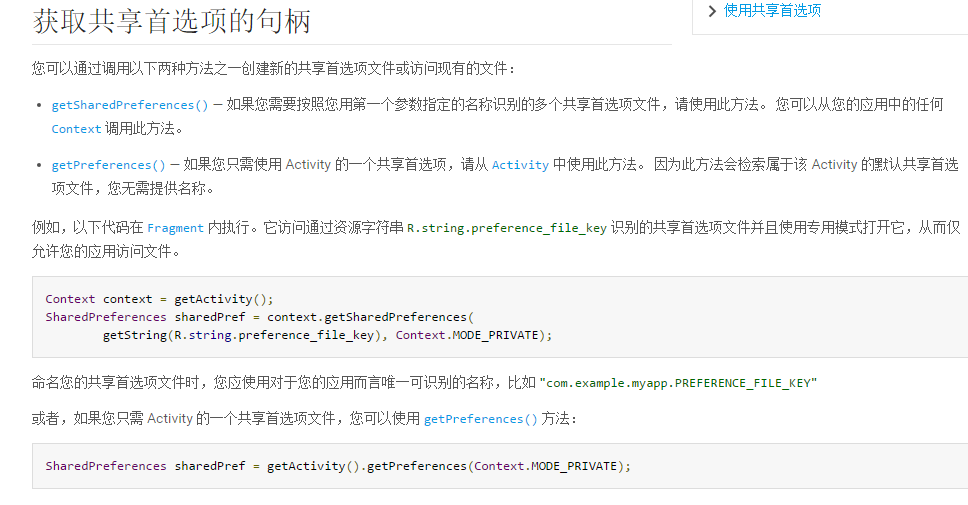 获取共享首选项的句柄
使用共享首选项
您可以通过调用以下两种方法之一创建新的共享首选项文件或访问现有的文件：
• getSharedPreferences() — 如果您需要按照您用第一个参数指定的名称识别的多个共享首选项文件，请使用此方法。 您可以从您的应用中的任何
Context 调用此方法。
• getPreferences() — 如果您只需使用 Activity 的一个共享首选项，请从 Activity 中使用此方法。 因为此方法会检索属于该 Activity 的默认共享首选
项文件，您无需提供名称。
例如，以下代码在 Fragment 内执行。它访问通过资源字符串 R.string.preference_file_key 识别的共享首选项文件并且使用专用模式打开它，从而仅
允许您的应用访问文件。
Context context = getActivity();
SharedPreferences sharedPref = context.getSharedPreferences(
        getString(R.string.preference_file_key), Context.MODE_PRIVATE);
命名您的共享首选项文件时，您应使用对于您的应用而言唯一可识别的名称，比如 "com.example.myapp.PREFERENCE_FILE_KEY"
或者，如果您只需 Activity 的一个共享首选项文件，您可以使用 getPreferences() 方法：
SharedPreferences sharedPref = getActivity().getPreferences(Context.MODE_PRIVATE);